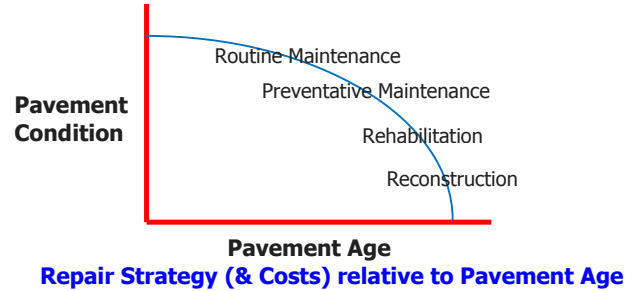 Routine Maintenance
Preventative Maintenance
Pavement
Condition
Rehabilitation
Reconstruction
Pavement Age
Repair Strategy (& Costs) relative to Pavement Age